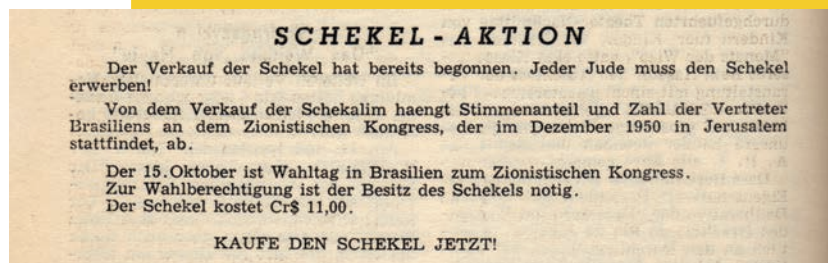 SCHEKEL - AKTION
Der Verkauf der Schekel hat bereits begonnen. Jeder Jude muss den Schekel
erwerben!
Von dem Verkauf der Schekalim haengt Stimmenanteil und Zahl der Vertreter
Brasiliens an dem Zionistischen Kongress, der im Dezember 1950 in Jerusalem
stattfindet, ab.
Der 15.Oktober ist Wahltag in Brasilien zum Zionistischen Kongress.
Zur Wahlberechtigung ist der Besitz des Schekels notig.
Der Schekel kostet Cr$ 11,00.
KAUFE DEN SCHEKEL JETZT!